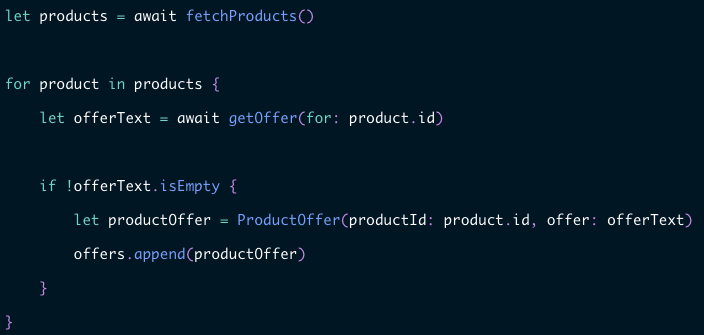 let products = await fetchProducts()
for product in products {
    let offerText = await getOffer(for: product.id)
    if !offerText.isEmpty {
        let productOffer = ProductOffer(productId: product.id, offer: offerText)
        offers.append(productOffer)
    }
}